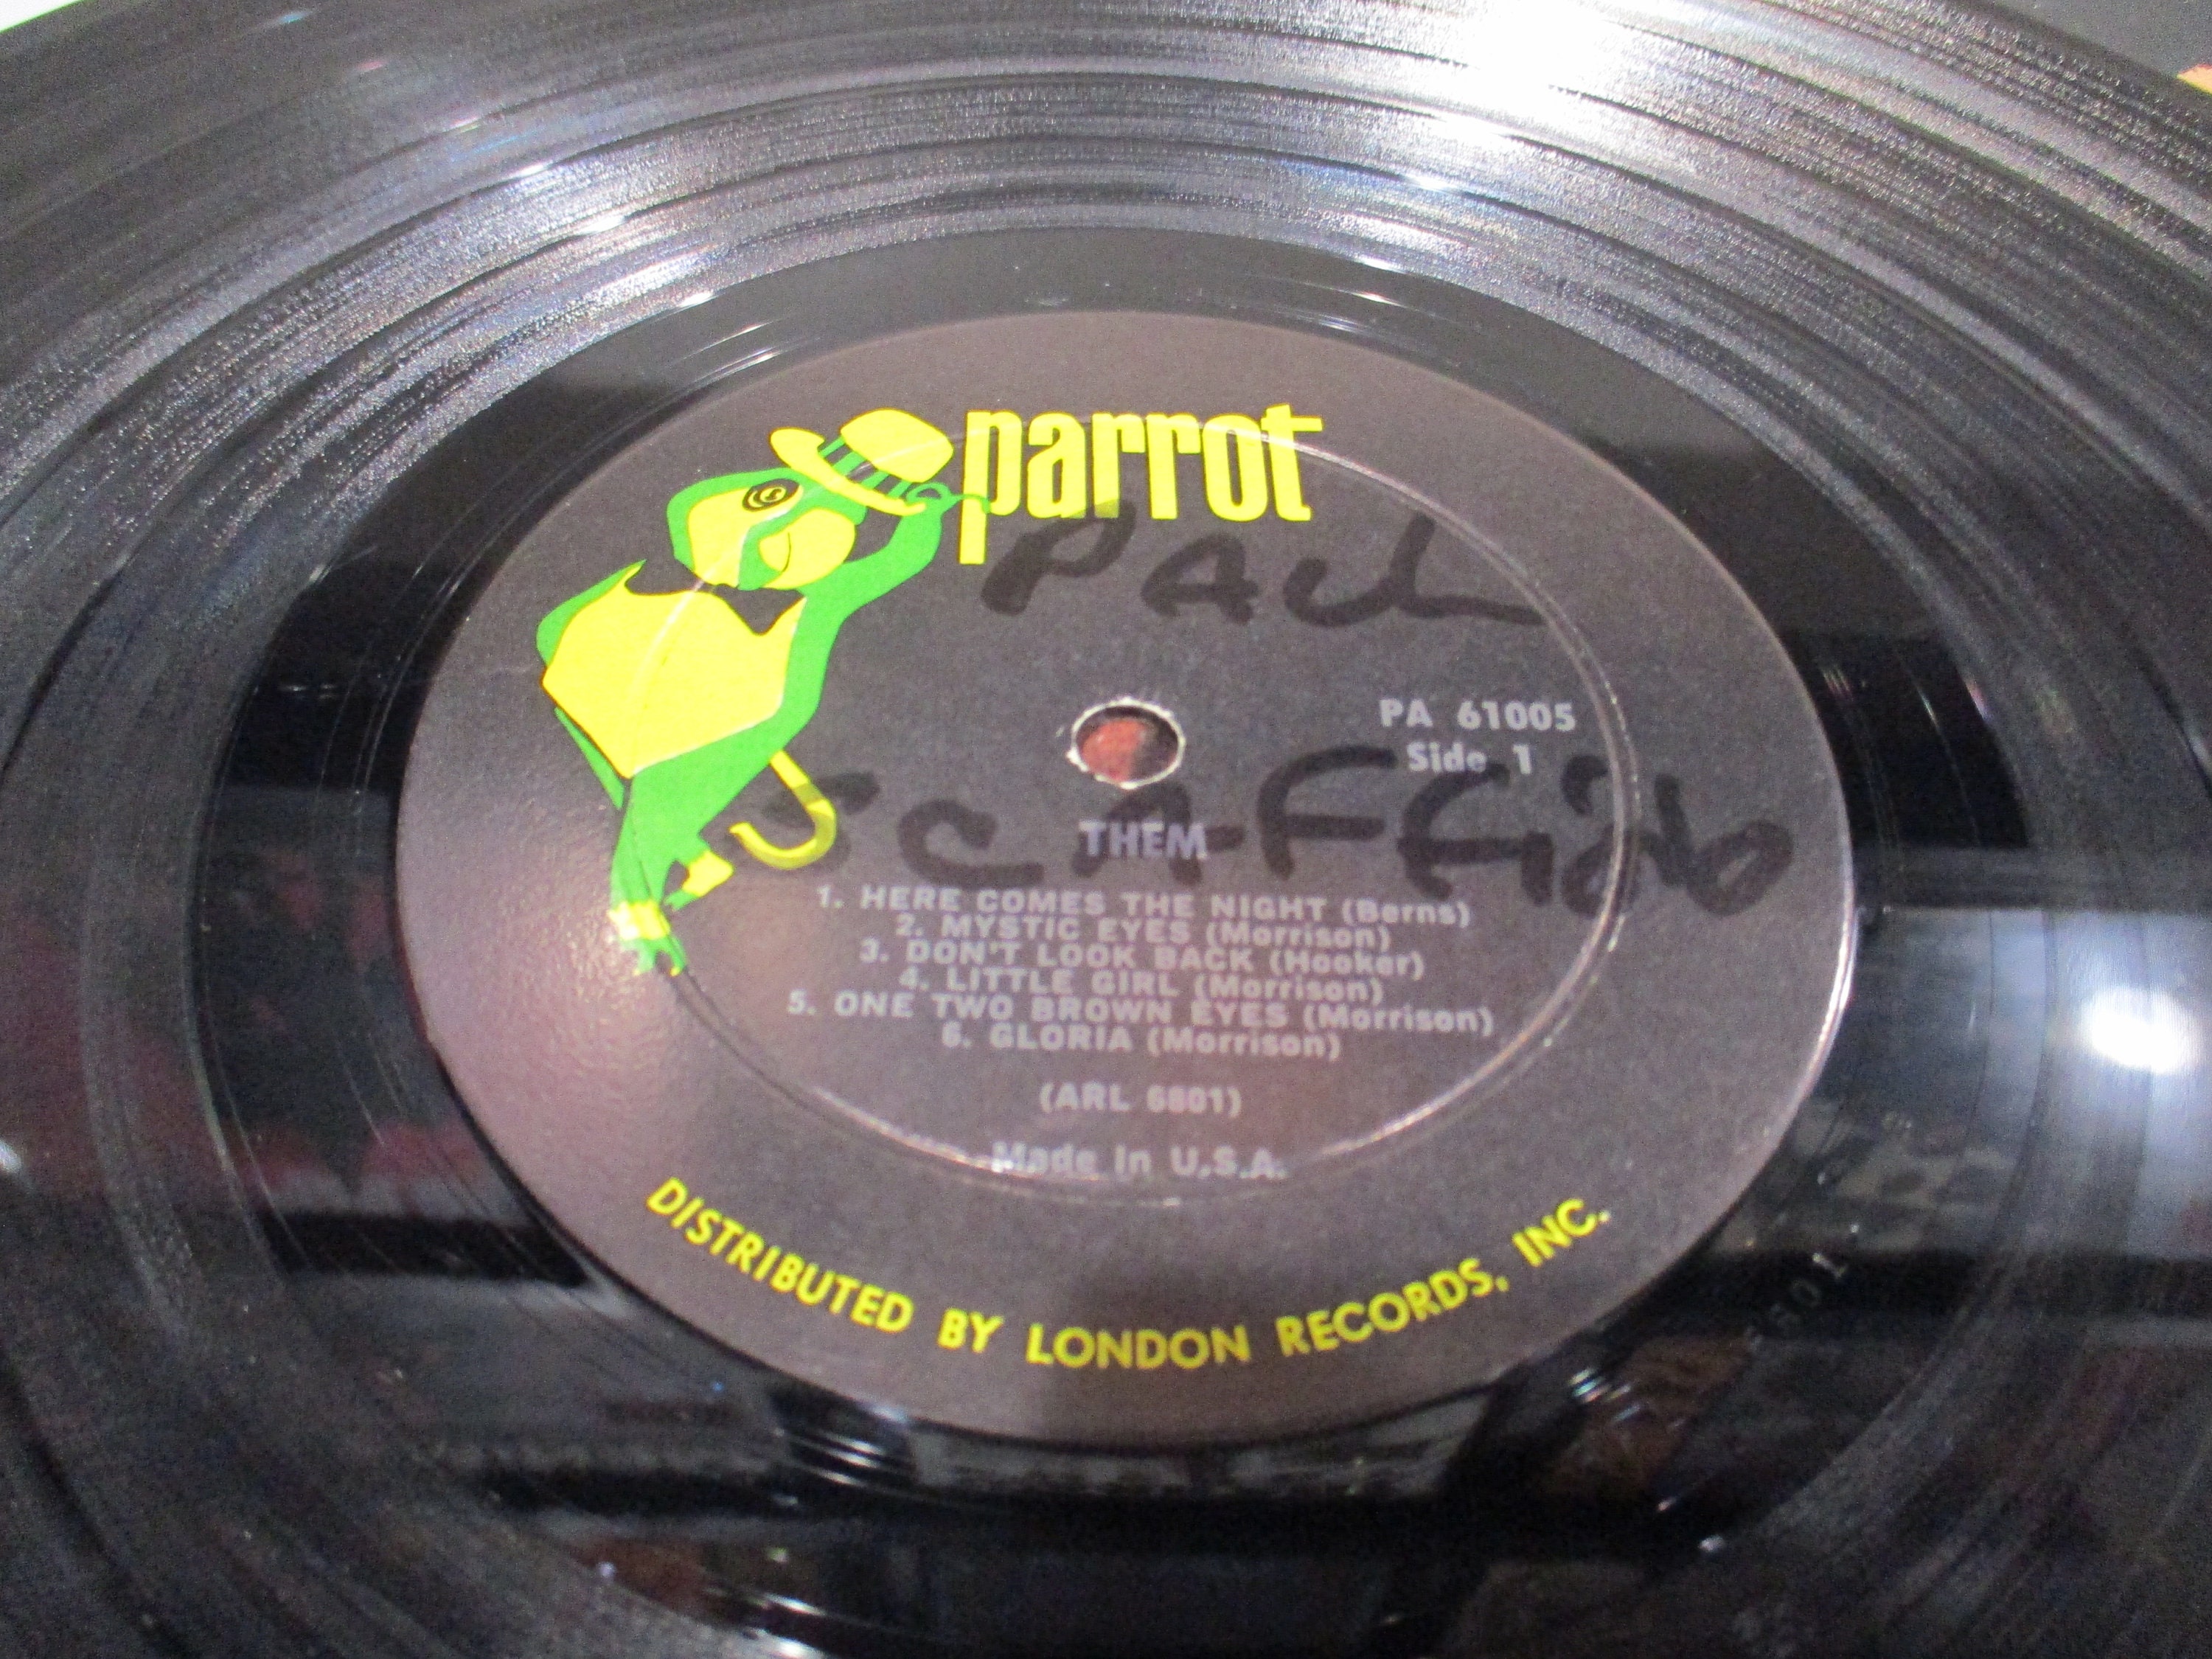 parrot
PAUL
PA 61005
Side 1
THEM
1. HERE COMES THE NIGHT (Berns)
2. MYSTIC EYES (Morrison)
3. DON'T LOOK BACK (Hooker)
4. LITTLE GIRL (Morrison)
5. ONE TWO BROWN EYES (Morrison)
6. GLORIA (Morrison)
(ARL 6801)
Made in U.S.A.
DISTRIBUTED BY LONDON RECORDS, INC.